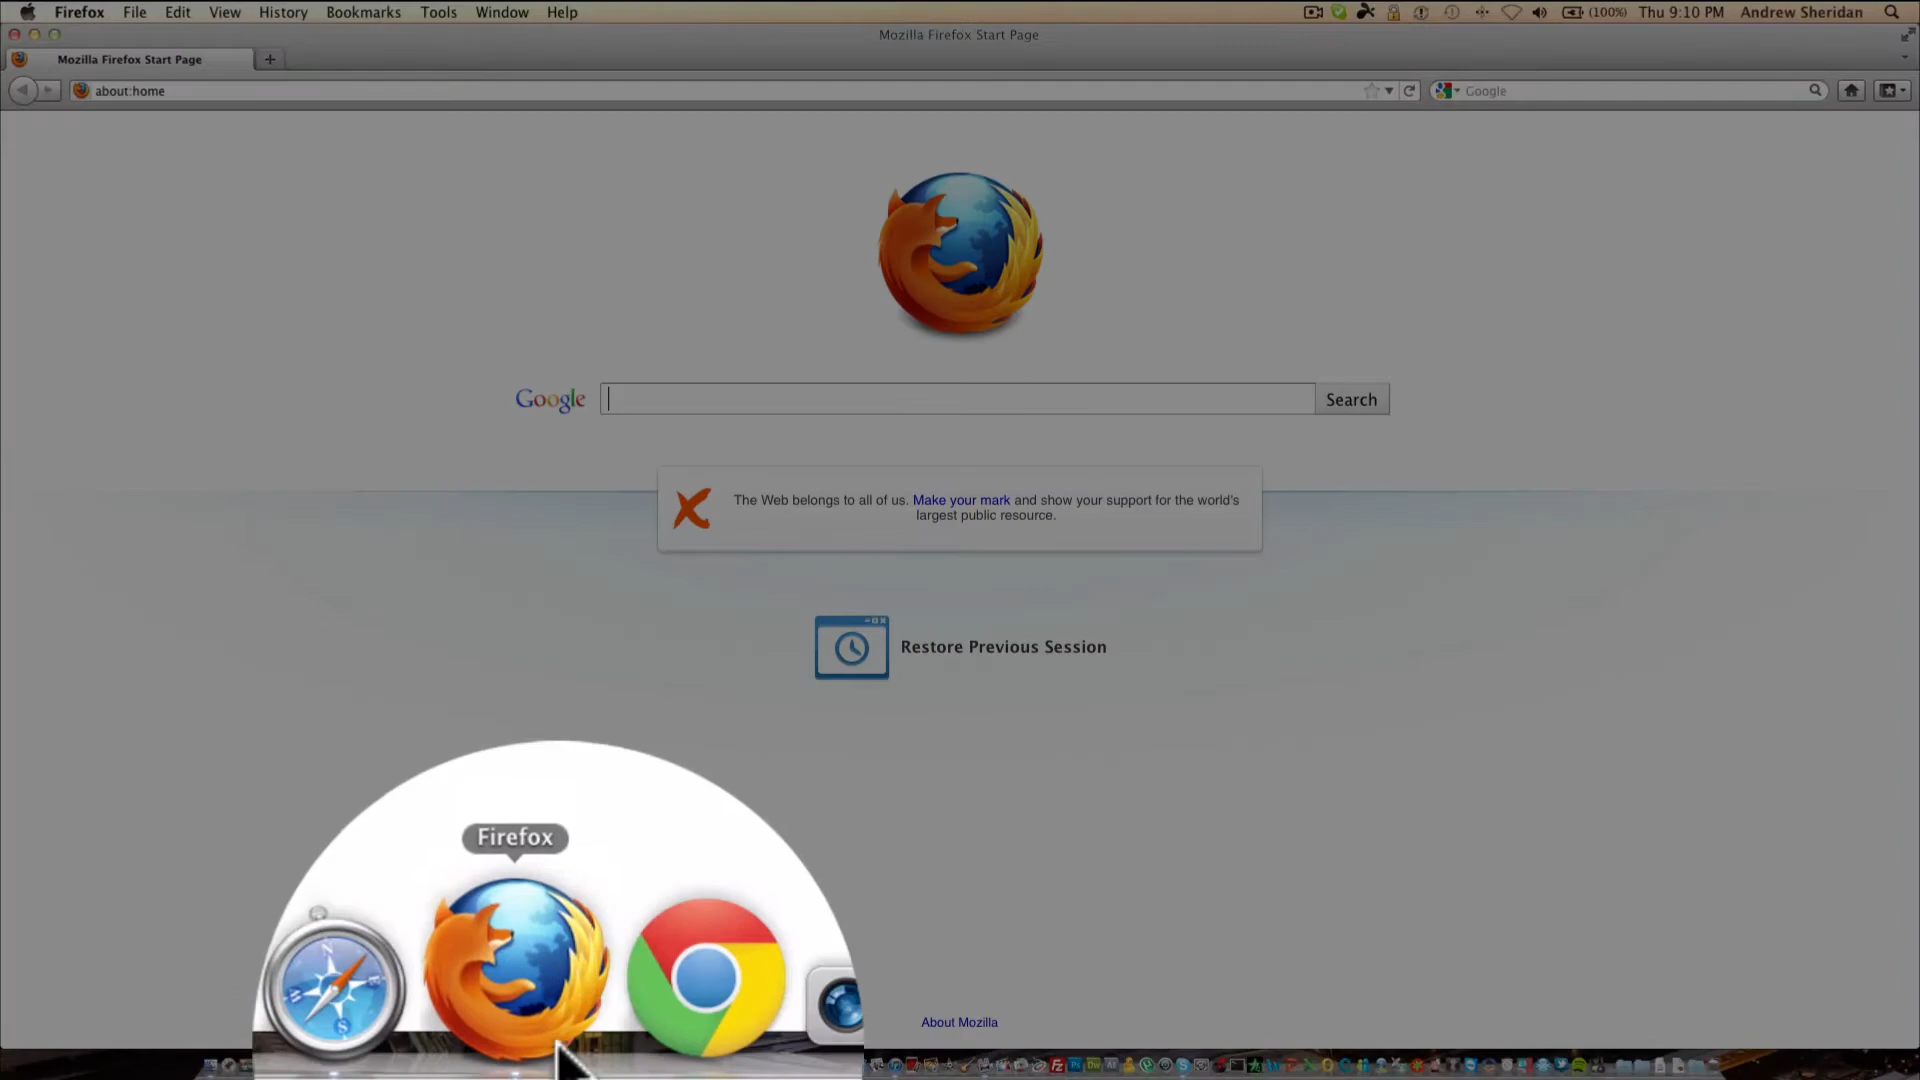 Firefox File Edit View History Bookmarks Tools Window Help (100%) Thu 9:10 PM Andrew Sheridan
Mozilla Firefox Start Page
Mozilla Firefox Start Page
about:home Google
Google Search
The Web belongs to all of us. Make your mark and show your support for the world's
largest public resource.
Restore Previous Session
Firefox
About Mozilla